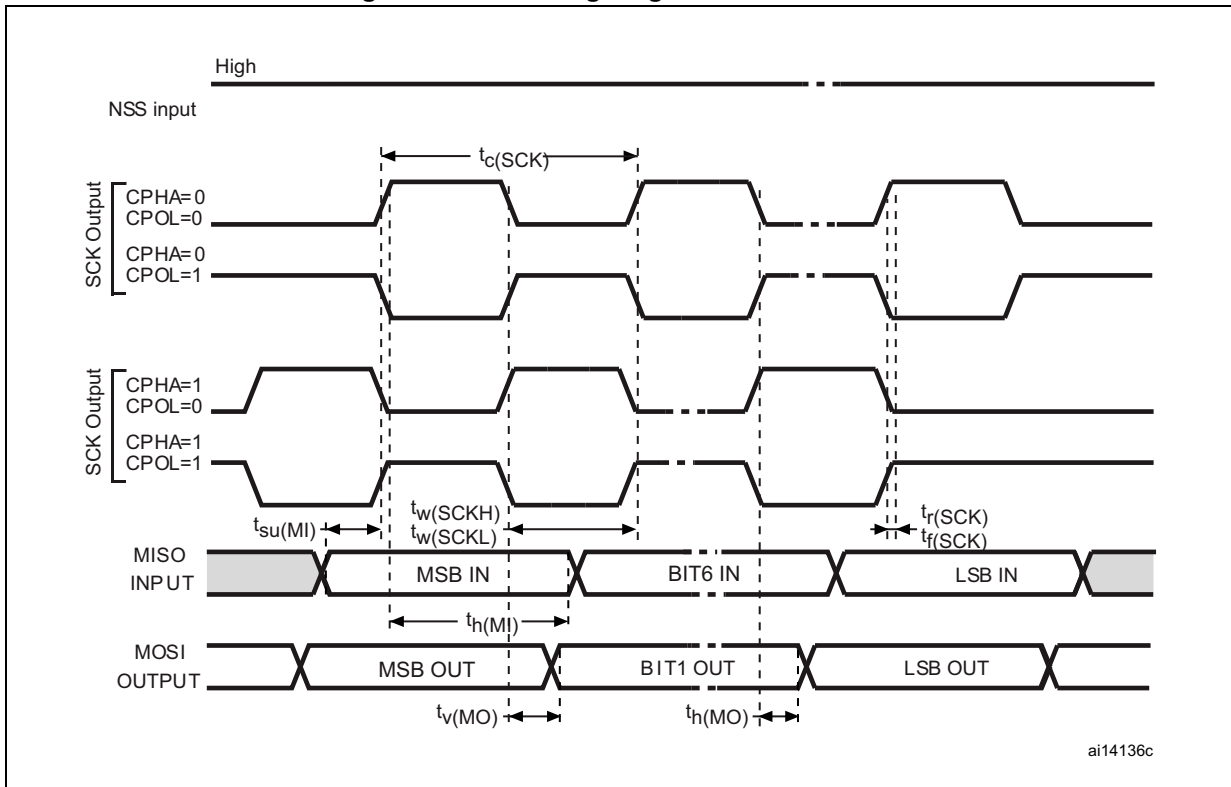 High
NSS input
tc(SCK)
SCK Output
CPHA=0
CPOL=0
CPHA=0
CPOL=1
SCK Output
CPHA=1
CPOL=0
CPHA=1
CPOL=1
tsu(MI)
tw(SCKH)
tw(SCKL)
tr(SCK)
tf(SCK)
MISO
INPUT
MSB IN
BIT6 IN
LSB IN
th(MI)
MOSI
OUTPUT
MSB OUT
BIT1 OUT
LSB OUT
tv(MO)
th(MO)
ai14136c